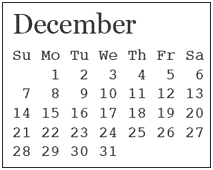 December
Su Mo Tu We Th Fr Sa
1 2 3 4 5 6
7 8 9 10 11 12 13
14 15 16 17 18 19 20
21 22 23 24 25 26 27
28 29 30 31